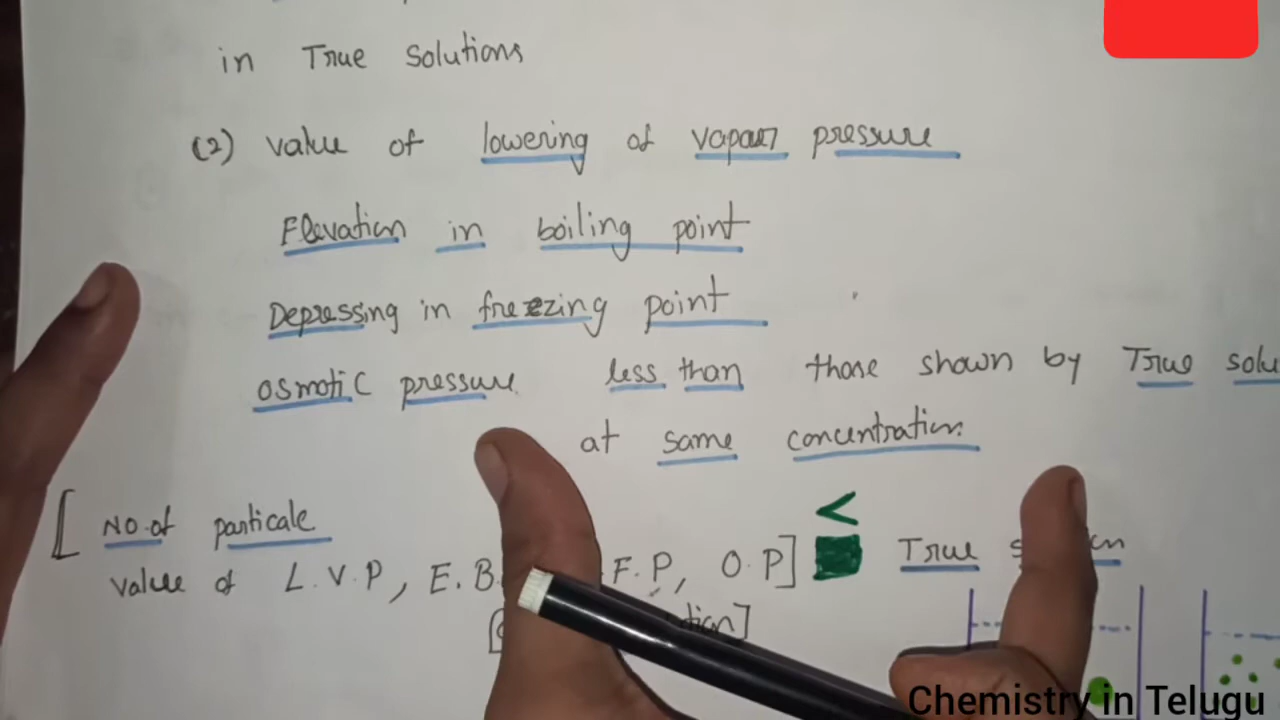 in True Solutions
(2) value of lowering of vapour pressure
Elevation in boiling point
Depressing in freezing point
osmotic pressure less than those shown by True solu
at same concentration.
[ No. of particale
value of L.V.P, E.B. F.P, O.P] < True
Chemistry in Telugu